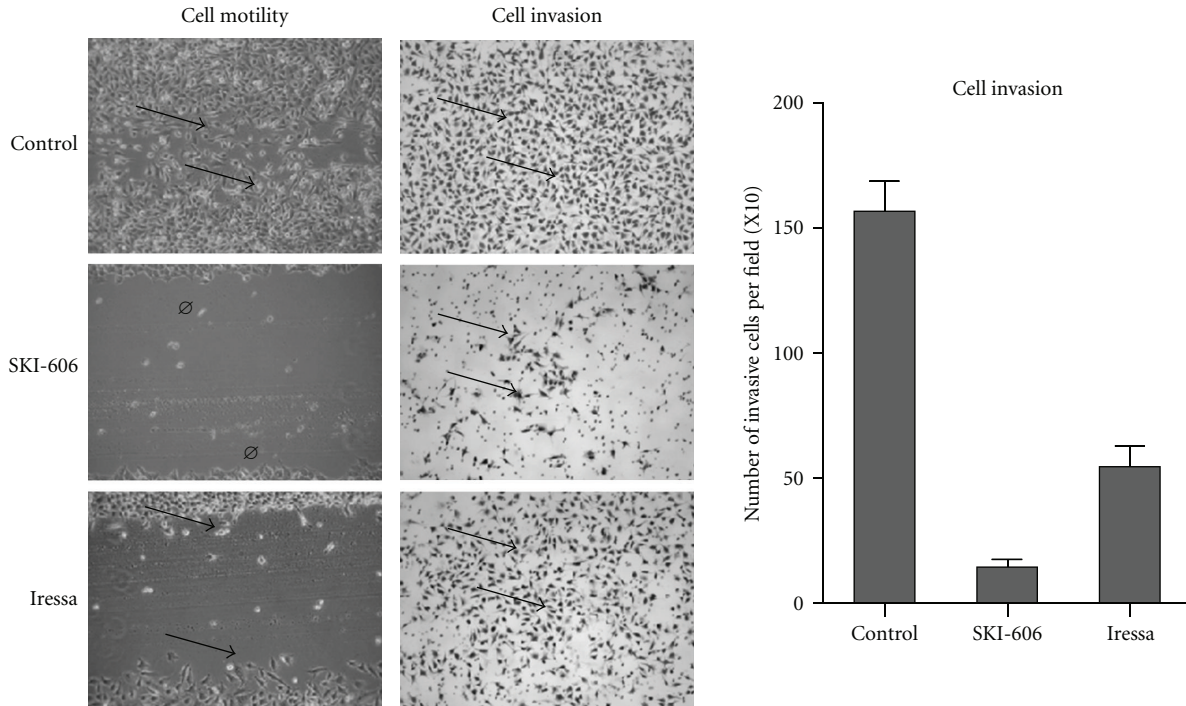 Cell motility
Cell invasion
Control
SKI-606
∅
∅
Iressa
Cell invasion
Number of invasive cells per field (X10)
200
150
100
50
0
Control
SKI-606
Iressa